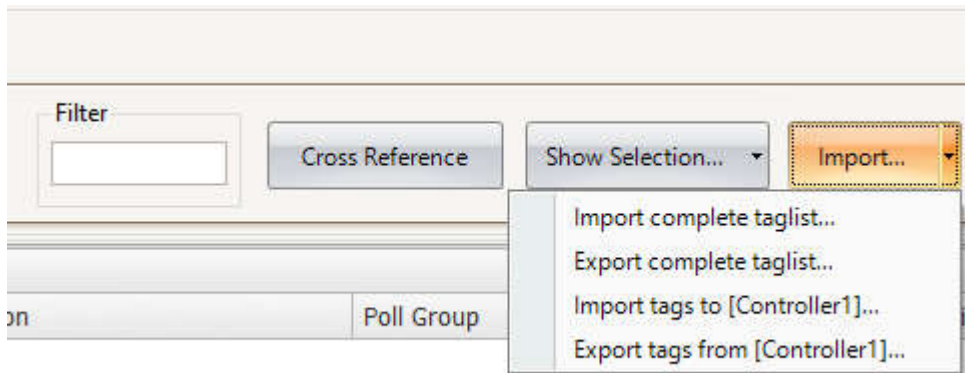 Filter
Cross Reference
Show Selection...
Import...
Import complete taglist...
Export complete taglist...
on
Poll Group
Import tags to [Controller1]...
Export tags from [Controller1]...